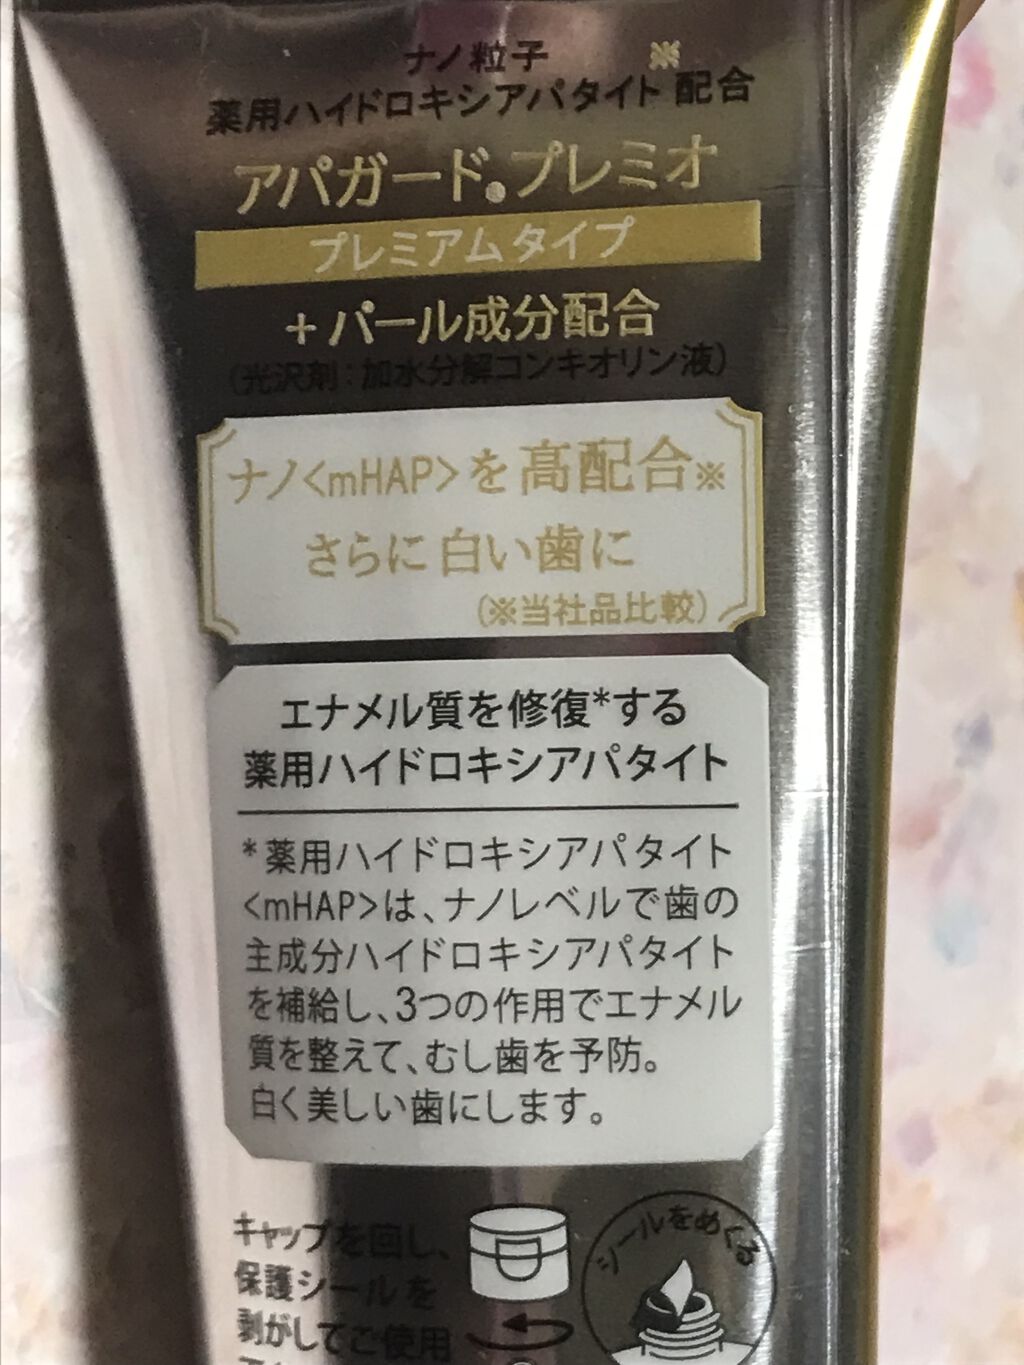 ナノ粒子 ※
薬用ハイドロキシアパタイト 配合
アパガード®プレミオ
プレミアムタイプ
+パール成分配合
(光沢剤：加水分解コンキオリン液)
ナノ<mHAP>を高配合※
さらに白い歯に
(※当社品比較)
エナメル質を修復*する
薬用ハイドロキシアパタイト
*薬用ハイドロキシアパタイト
<mHAP>は、ナノレベルで歯の
主成分ハイドロキシアパタイト
を補給し、3つの作用でエナメル
質を整えて、むし歯を予防。
白く美しい歯にします。
キャップを回し、
保護シールを
剥がしてご使用
シールをめくる